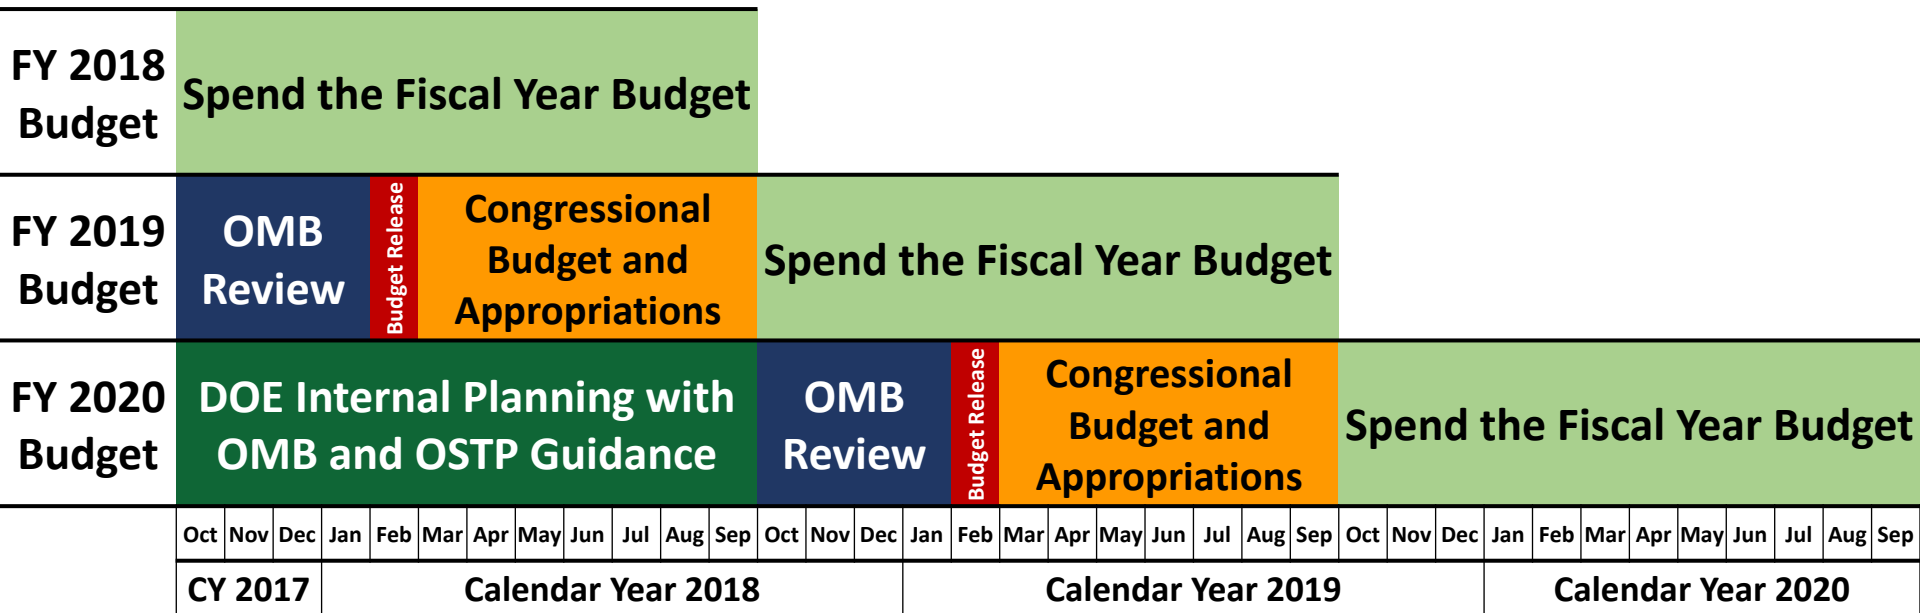 FY 2018
Budget
Spend the Fiscal Year Budget
FY 2019
Budget
OMB
Review
Budget Release
Congressional
Budget and
Appropriations
Spend the Fiscal Year Budget
FY 2020
Budget
DOE Internal Planning with
OMB and OSTP Guidance
OMB
Review
Budget Release
Congressional
Budget and
Appropriations
Spend the Fiscal Year Budget
Oct Nov Dec Jan Feb Mar Apr May Jun Jul Aug Sep Oct Nov Dec Jan Feb Mar Apr May Jun Jul Aug Sep Oct Nov Dec Jan Feb Mar Apr May Jun Jul Aug Sep
CY 2017 Calendar Year 2018 Calendar Year 2019 Calendar Year 2020